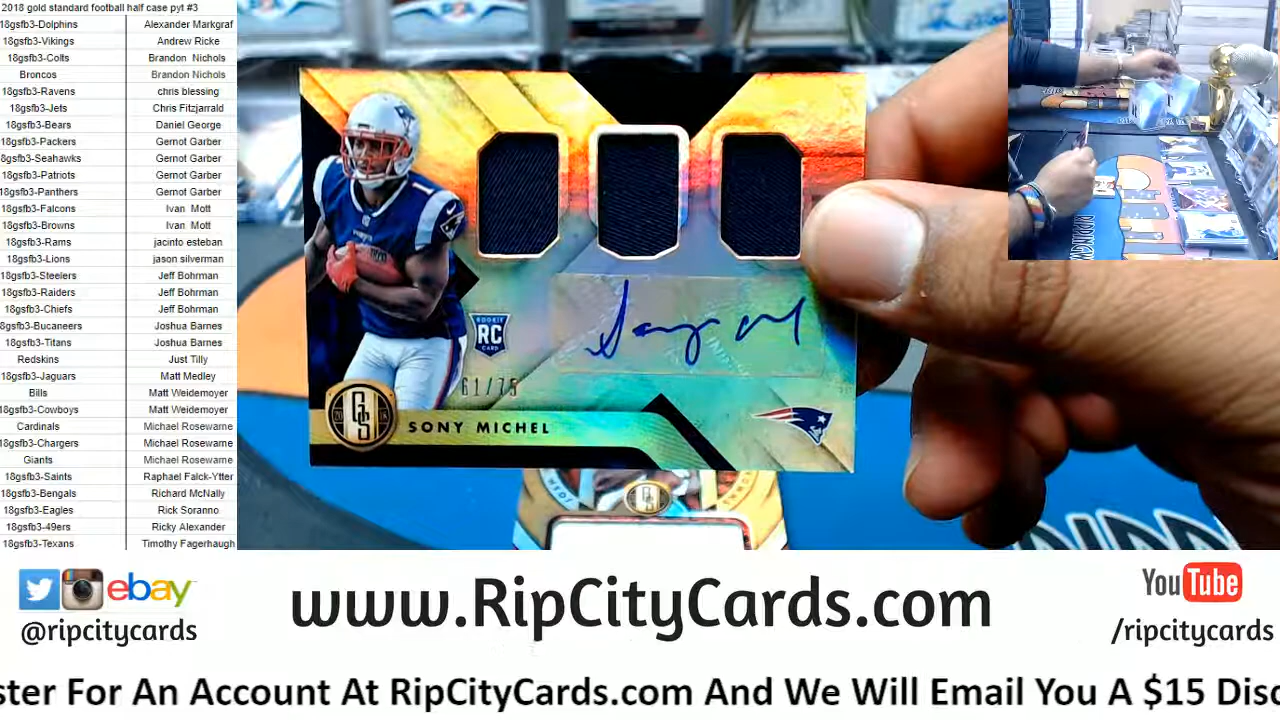 2018 gold standard football half case pyt #3
18gsfb3-Dolphins Alexander Markgraf
18gsfb3-Vikings Andrew Ricke
18gsfb3-Colts Brandon Nichols
Broncos Brandon Nichols
18gsfb3-Ravens chris blessing
18gsfb3-Jets Chris Fitzjarrald
18gsfb3-Bears Daniel George
18gsfb3-Packers Gernot Garber
8gsfb3-Seahawks Gernot Garber
18gsfb3-Patriots Gernot Garber
8gsfb3-Panthers Gernot Garber
18gsfb3-Falcons Ivan Mott
18gsfb3-Browns Ivan Mott
18gsfb3-Rams jacinto esteban
18gsfb3-Lions jason silverman
18gsfb3-Steelers Jeff Bohrman
18gsfb3-Raiders Jeff Bohrman
18gsfb3-Chiefs Jeff Bohrman
8gsfb3-Bucaneers Joshua Barnes
18gsfb3-Titans Joshua Barnes
Redskins Just Tilly
18gsfb3-Jaguars Matt Medley
Bills Matt Weidemoyer
8gsfb3-Cowboys Matt Weidemoyer
Cardinals Michael Rosewarne
8gsfb3-Chargers Michael Rosewarne
Giants Michael Rosewarne
18gsfb3-Saints Raphael Falck-Ytter
18gsfb3-Bengals Richard McNally
18gsfb3-Eagles Rick Soranno
18gsfb3-49ers Ricky Alexander
18gsfb3-Texans Timothy Fagerhaugh
ROOKIE
RC
CARD
61/75
20 GS 18
SONY MICHEL
GS
ebay
@ripcitycards
www.RipCityCards.com
YouTube
/ripcitycards
ster For An Account At RipCityCards.com And We Will Email You A $15 Disc